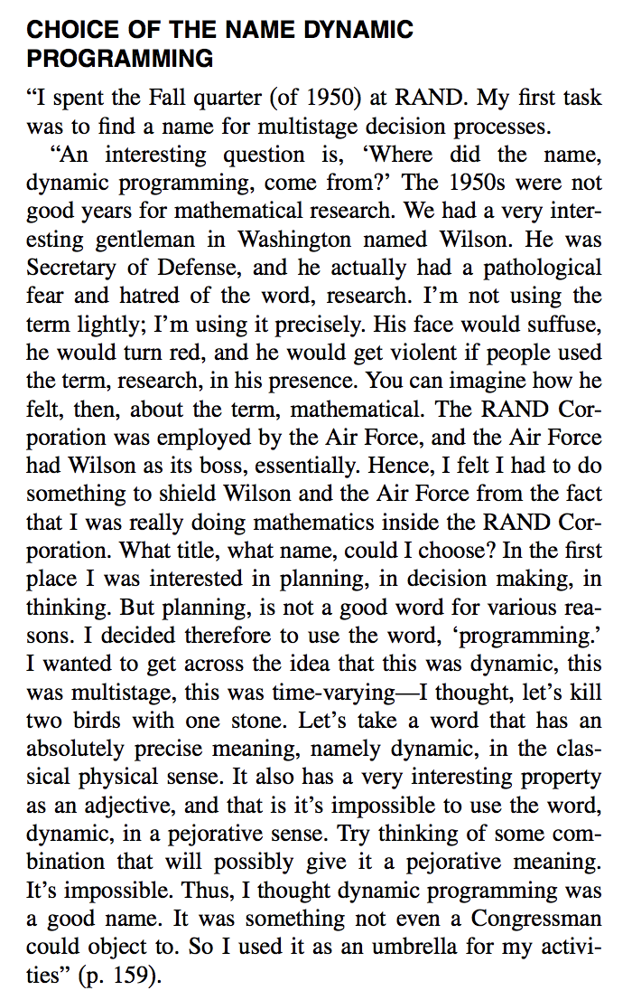 CHOICE OF THE NAME DYNAMIC
PROGRAMMING
“I spent the Fall quarter (of 1950) at RAND. My first task
was to find a name for multistage decision processes.
“An interesting question is, ‘Where did the name,
dynamic programming, come from?’ The 1950s were not
good years for mathematical research. We had a very inter-
esting gentleman in Washington named Wilson. He was
Secretary of Defense, and he actually had a pathological
fear and hatred of the word, research. I’m not using the
term lightly; I’m using it precisely. His face would suffuse,
he would turn red, and he would get violent if people used
the term, research, in his presence. You can imagine how he
felt, then, about the term, mathematical. The RAND Cor-
poration was employed by the Air Force, and the Air Force
had Wilson as its boss, essentially. Hence, I felt I had to do
something to shield Wilson and the Air Force from the fact
that I was really doing mathematics inside the RAND Cor-
poration. What title, what name, could I choose? In the first
place I was interested in planning, in decision making, in
thinking. But planning, is not a good word for various rea-
sons. I decided therefore to use the word, ‘programming.’
I wanted to get across the idea that this was dynamic, this
was multistage, this was time-varying—I thought, let’s kill
two birds with one stone. Let’s take a word that has an
absolutely precise meaning, namely dynamic, in the clas-
sical physical sense. It also has a very interesting property
as an adjective, and that is it’s impossible to use the word,
dynamic, in a pejorative sense. Try thinking of some com-
bination that will possibly give it a pejorative meaning.
It’s impossible. Thus, I thought dynamic programming was
a good name. It was something not even a Congressman
could object to. So I used it as an umbrella for my activi-
ties” (p. 159).